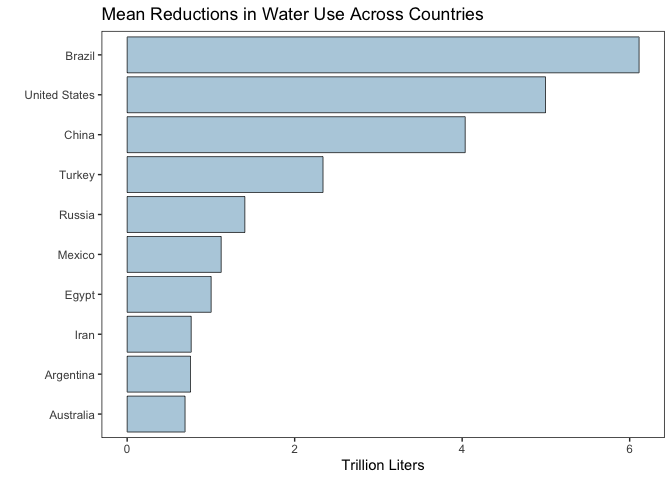 Mean Reductions in Water Use Across Countries
Brazil
United States
China
Turkey
Russia
Mexico
Egypt
Iran
Argentina
Australia
0 2 4 6
Trillion Liters